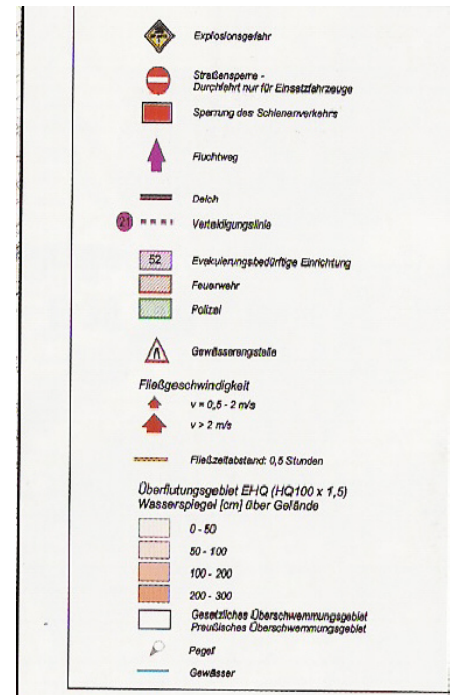 Explosionsgefahr
Straßensperre -
Durchfahrt nur für Einsatzfahrzeuge
Sperrung des Schienenverkehrs
Fluchtweg
Deich
21 Verteidigungslinie
52 Evakuierungsbedürftige Einrichtung
Feuerwehr
Polizei
Gewässerengstelle
Fließgeschwindigkeit
v = 0,5 - 2 m/s
v > 2 m/s
Fließzeitabstand: 0,5 Stunden
Überflutungsgebiet EHQ (HQ100 x 1,5)
Wasserspiegel [cm] über Gelände
0 - 50
50 - 100
100 - 200
200 - 300
Gesetzliches Überschwemmungsgebiet
Preußisches Überschwemmungsgebiet
Pegel
Gewässer